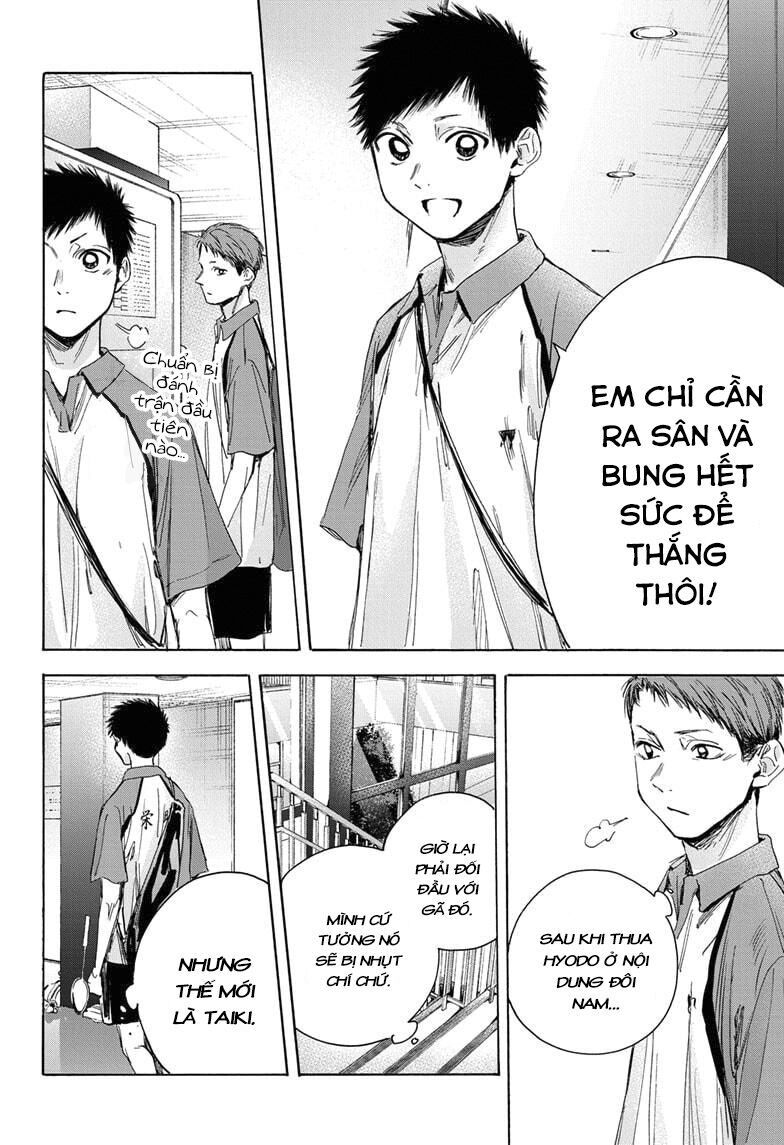 EM CHỈ CẦN
RA SÂN VÀ
BUNG HẾT
SỨC ĐỂ
THẮNG
THÔI!
Chuẩn bị
đánh
trận đầu
tiên
nào...
SAU KHI THUA
HYODO Ở NỘI
DUNG ĐÔI
NAM...
GIỜ LẠI
PHẢI ĐỐI
ĐẦU VỚI
GÃ ĐÓ.
MÌNH CỨ
TƯỞNG NÓ
SẼ BỊ NHỤT
CHÍ CHỨ.
NHƯNG
THẾ MỚI
LÀ TAIKI.
栄